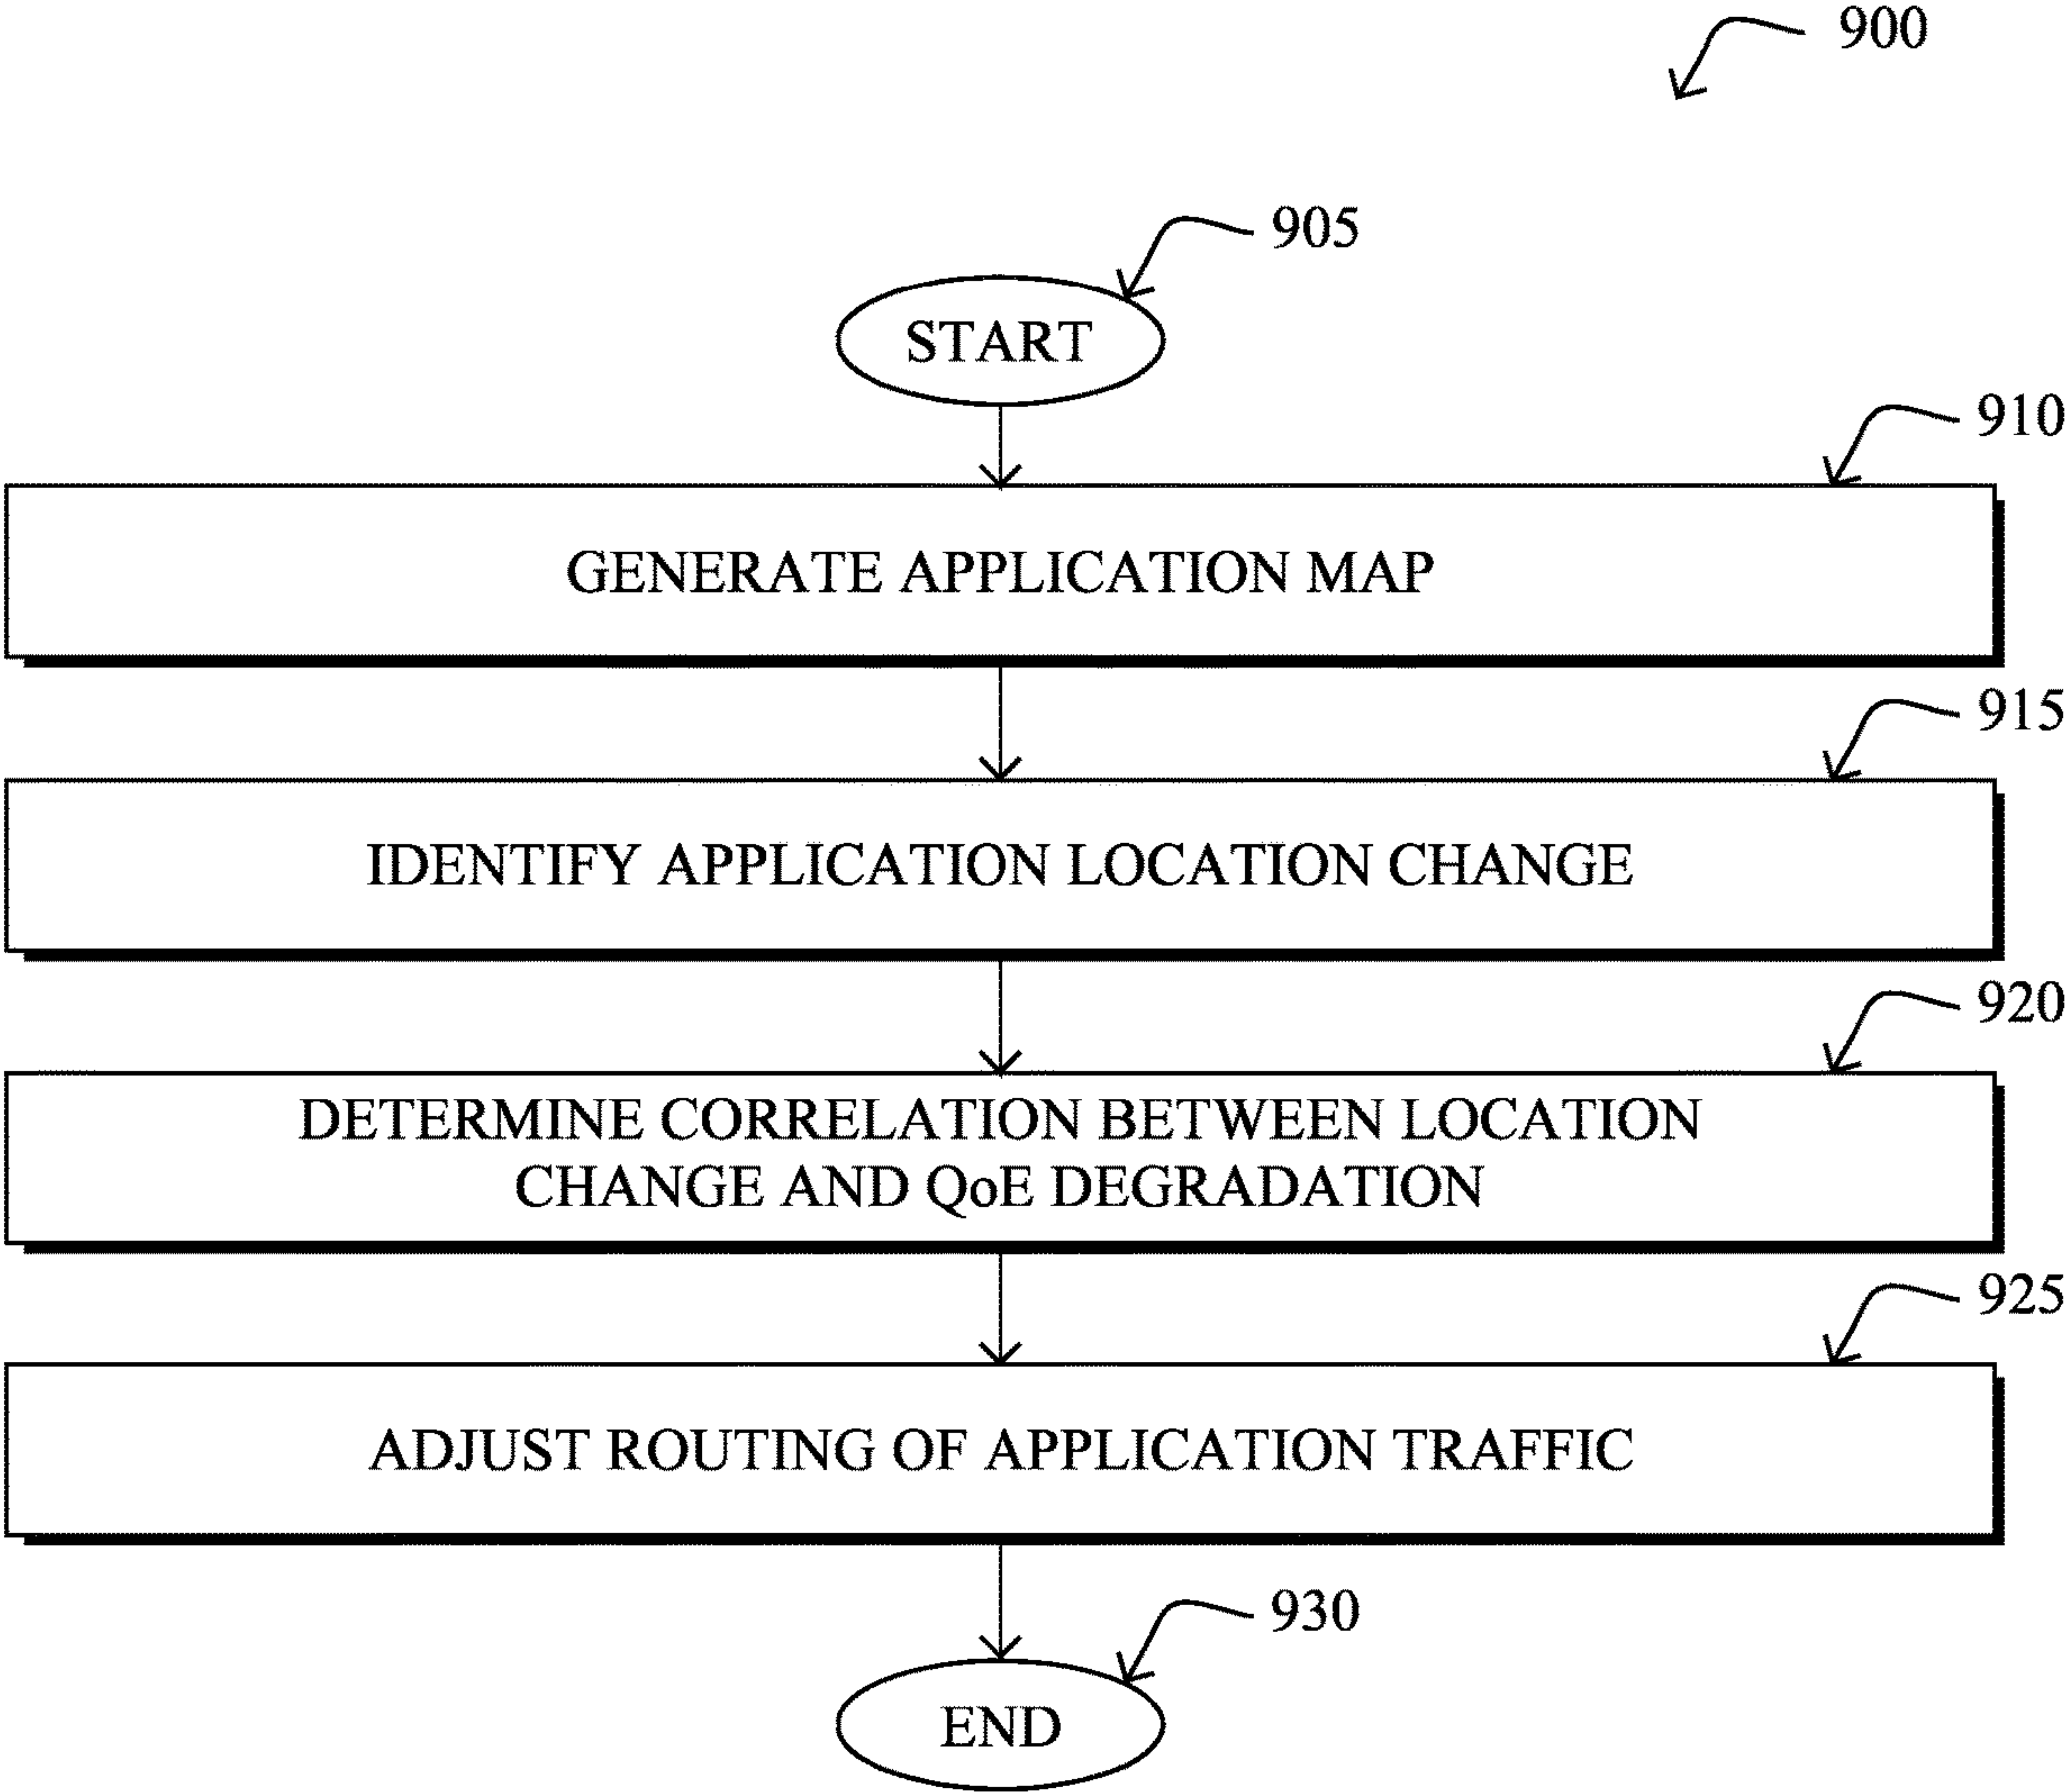 900
905
START
910
GENERATE APPLICATION MAP
915
IDENTIFY APPLICATION LOCATION CHANGE
920
DETERMINE CORRELATION BETWEEN LOCATION
CHANGE AND QoE DEGRADATION
925
ADJUST ROUTING OF APPLICATION TRAFFIC
930
END